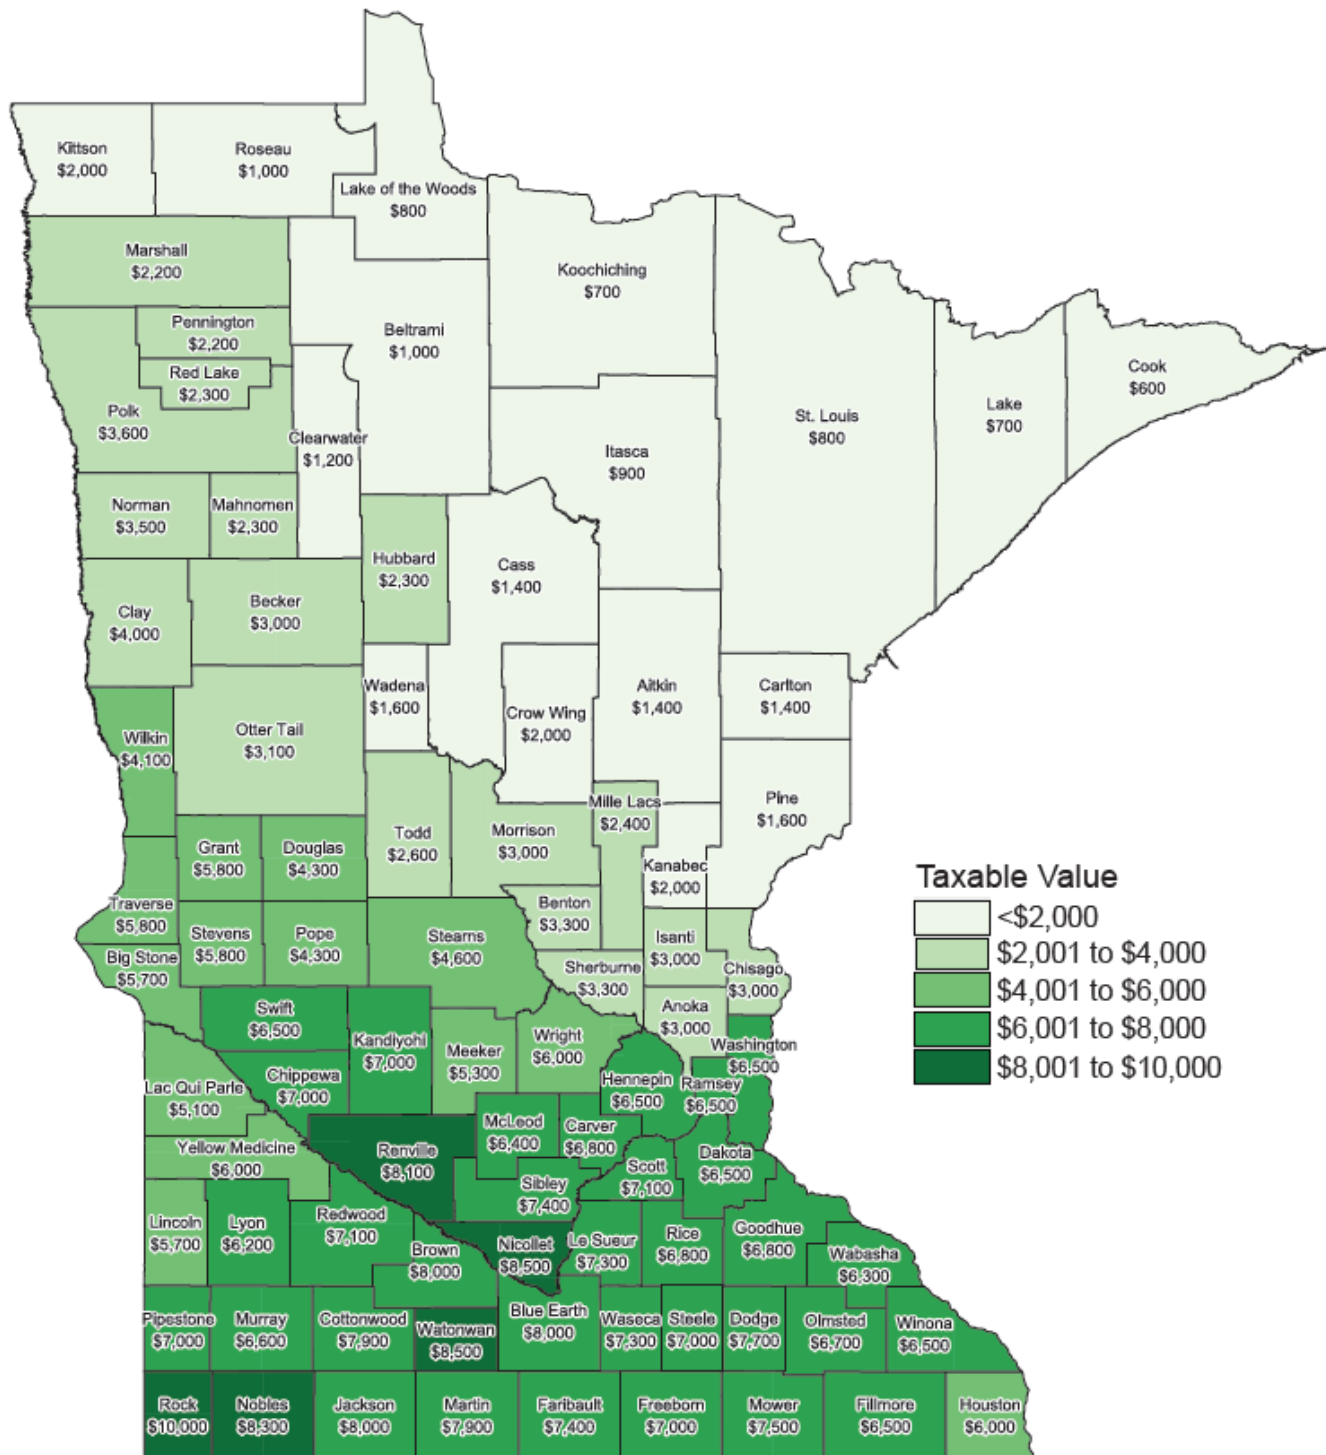 Kittson
$2,000
Roseau
$1,000
Lake of the Woods
$800
Marshall
$2,200
Koochiching
$700
Pennington
$2,200
Beltrami
$1,000
Red Lake
$2,300
Polk
$3,600
Cook
$600
Lake
$700
St. Louis
$800
Clearwater
$1,200
Itasca
$900
Norman
$3,500
Mahnomen
$2,300
Hubbard
$2,300
Cass
$1,400
Clay
$4,000
Becker
$3,000
Wadena
$1,600
Aitkin
$1,400
Carlton
$1,400
Crow Wing
$2,000
Wilkin
$4,100
Otter Tail
$3,100
Pine
$1,600
Mille Lacs
$2,400
Todd
$2,600
Morrison
$3,000
Grant
$5,800
Douglas
$4,300
Kanabec
$2,000
Traverse
$5,800
Benton
$3,300
Stevens
$5,800
Pope
$4,300
Stearns
$4,600
Isanti
$3,000
Big Stone
$5,700
Sherburne
$3,300
Chisago
$3,000
Anoka
$3,000
Swift
$6,500
Kandiyohi
$7,000
Meeker
$5,300
Wright
$6,000
Washington
$6,500
Lac Qui Parle
$5,100
Chippewa
$7,000
Hennepin
$6,500
Ramsey
$6,500
McLeod
$6,400
Carver
$6,800
Yellow Medicine
$6,000
Renville
$8,100
Dakota
$6,500
Scott
$7,100
Sibley
$7,400
Lincoln
$5,700
Lyon
$6,200
Redwood
$7,100
Brown
$8,000
Nicollet
$8,500
Le Sueur
$7,300
Rice
$6,800
Goodhue
$6,800
Wabasha
$6,300
Pipestone
$7,000
Murray
$6,600
Cottonwood
$7,900
Watonwan
$8,500
Blue Earth
$8,000
Waseca
$7,300
Steele
$7,000
Dodge
$7,700
Olmsted
$6,700
Winona
$6,500
Rock
$10,000
Nobles
$8,300
Jackson
$8,000
Martin
$7,900
Faribault
$7,400
Freeborn
$7,000
Mower
$7,500
Fillmore
$6,500
Houston
$6,000
Taxable Value
<$2,000
$2,001 to $4,000
$4,001 to $6,000
$6,001 to $8,000
$8,001 to $10,000